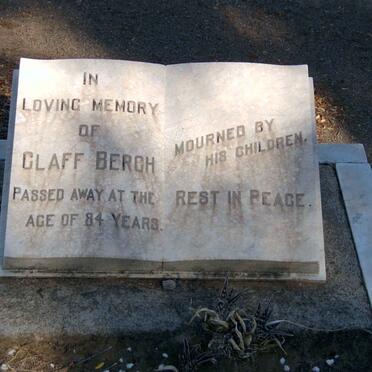 IN
LOVING MEMORY
OF
OLAFF BERGH
PASSED AWAY AT THE
AGE OF 84 YEARS.
MOURNED BY
HIS CHILDREN.
REST IN PEACE.